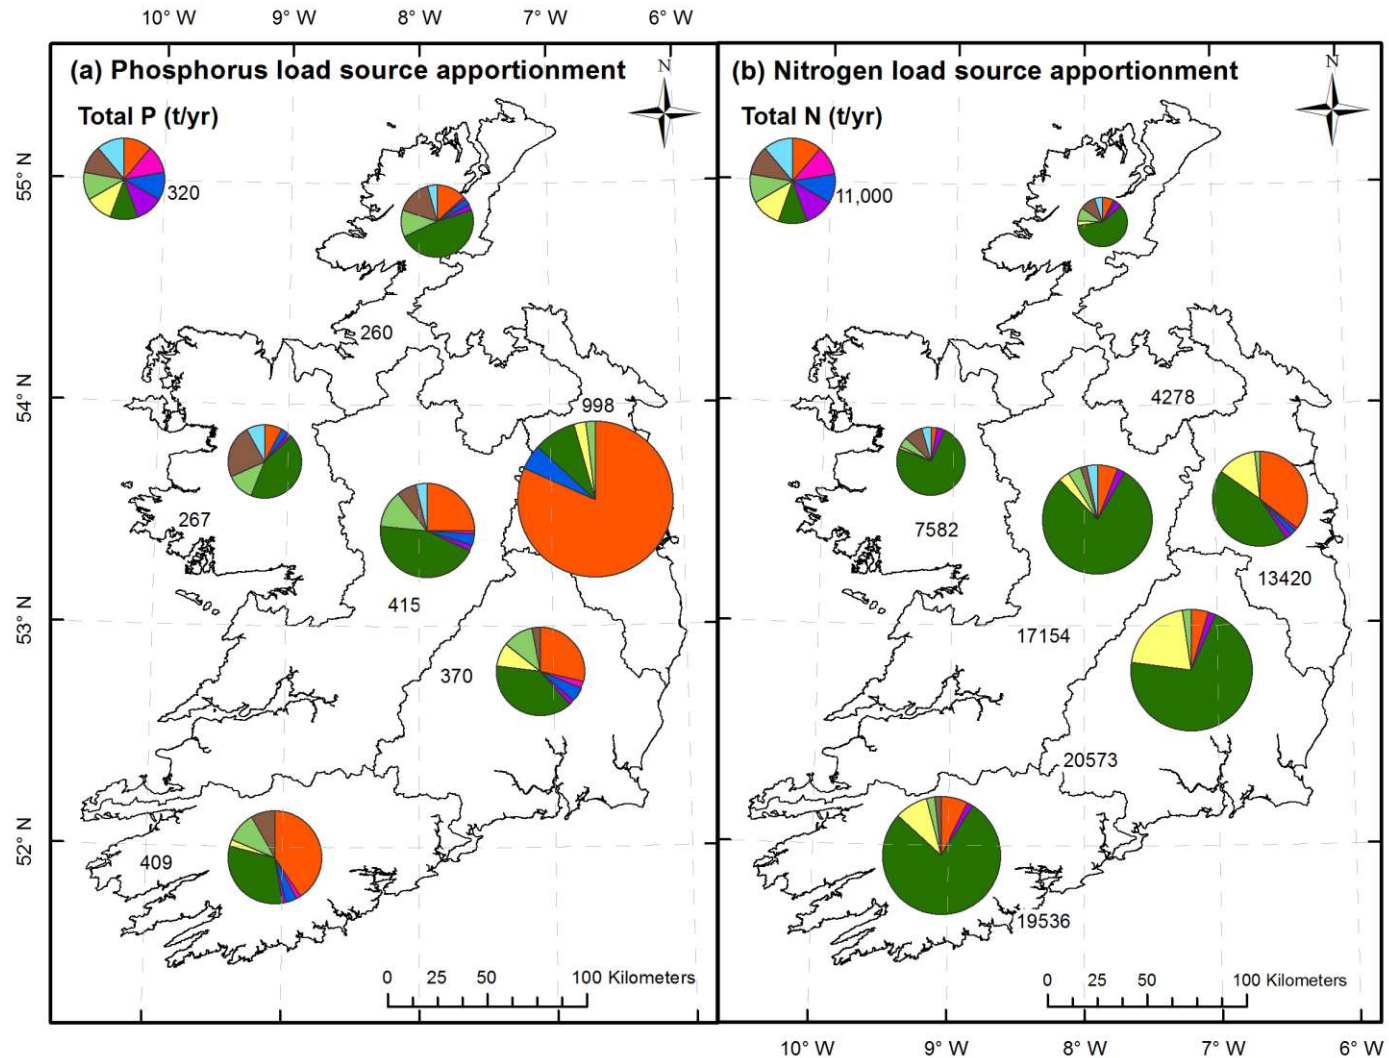 10° W 9° W 8° W 7° W 6° W
(a) Phosphorus load source apportionment
N
Total P (t/yr)
320
55° N
260
54° N
998
267
415
53° N
370
409
52° N
0 25 50 100 Kilometers
(b) Nitrogen load source apportionment
N
Total N (t/yr)
11,000
4278
7582
13420
17154
20573
19536
0 25 50 100 Kilometers
10° W 9° W 8° W 7° W 6° W